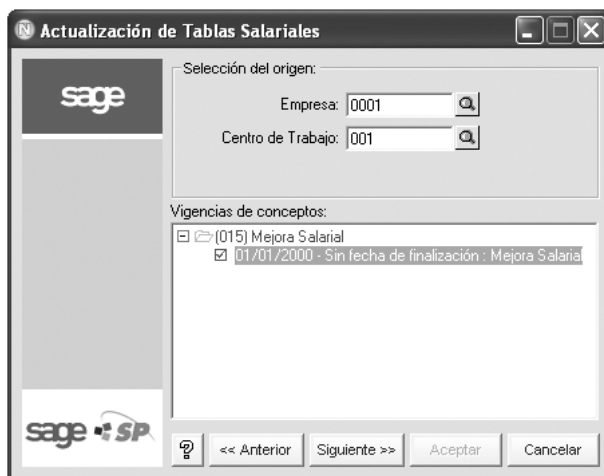 Actualización de Tablas Salariales
sage
Selección del origen:
Empresa: 0001
Centro de Trabajo: 001
Vigencias de conceptos:
(015) Mejora Salarial
01/01/2000 - Sin fecha de finalización : Mejora Salarial
sage SP
? << Anterior Siguiente >> Aceptar Cancelar